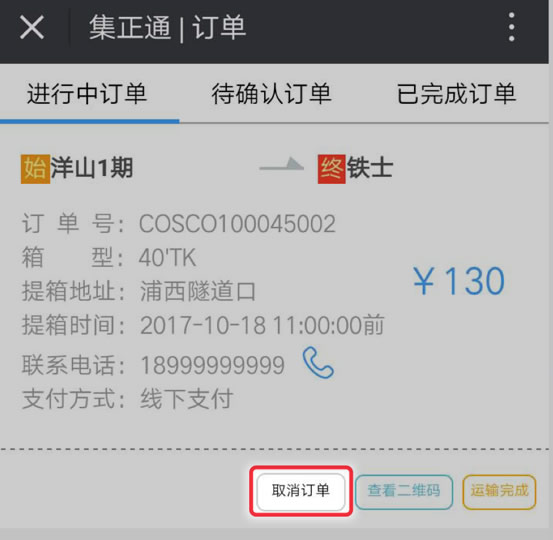 集正通 | 订单
进行中订单 待确认订单 已完成订单
始 洋山1期 终 铁士
订单号：COSCO100045002
箱型：40'TK
¥130
提箱地址：浦西隧道口
提箱时间：2017-10-18 11:00:00前
联系电话：18999999999
支付方式：线下支付
取消订单 查看二维码 运输完成